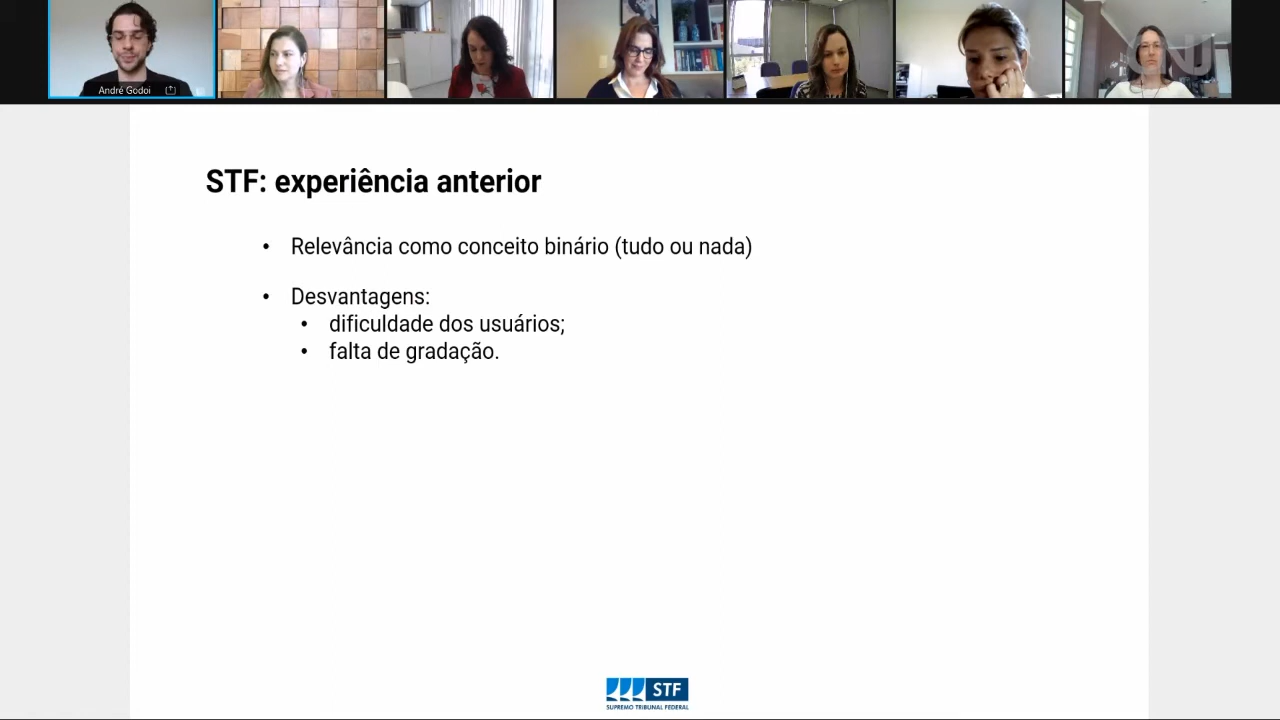 André Godoi
STF: experiência anterior
• Relevância como conceito binário (tudo ou nada)
• Desvantagens:
• dificuldade dos usuários;
• falta de gradação.
STF
SUPREMO TRIBUNAL FEDERAL